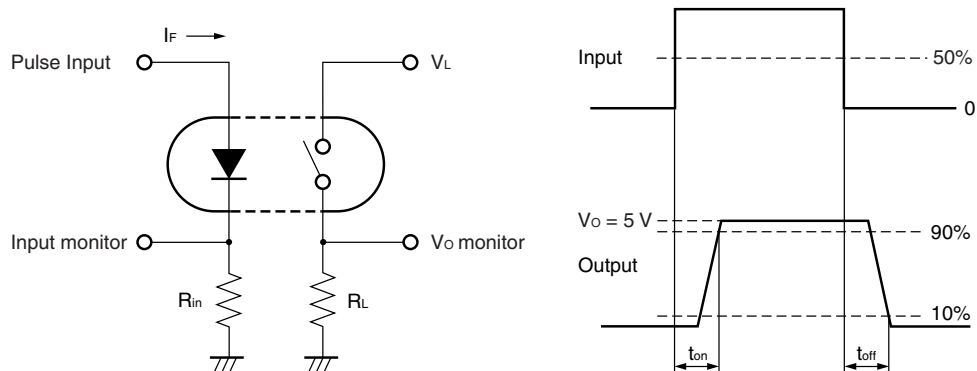 IF
Pulse Input
VL
Input monitor
VO monitor
Rin
RL
Input
50%
0
VO = 5 V
90%
Output
10%
ton
toff